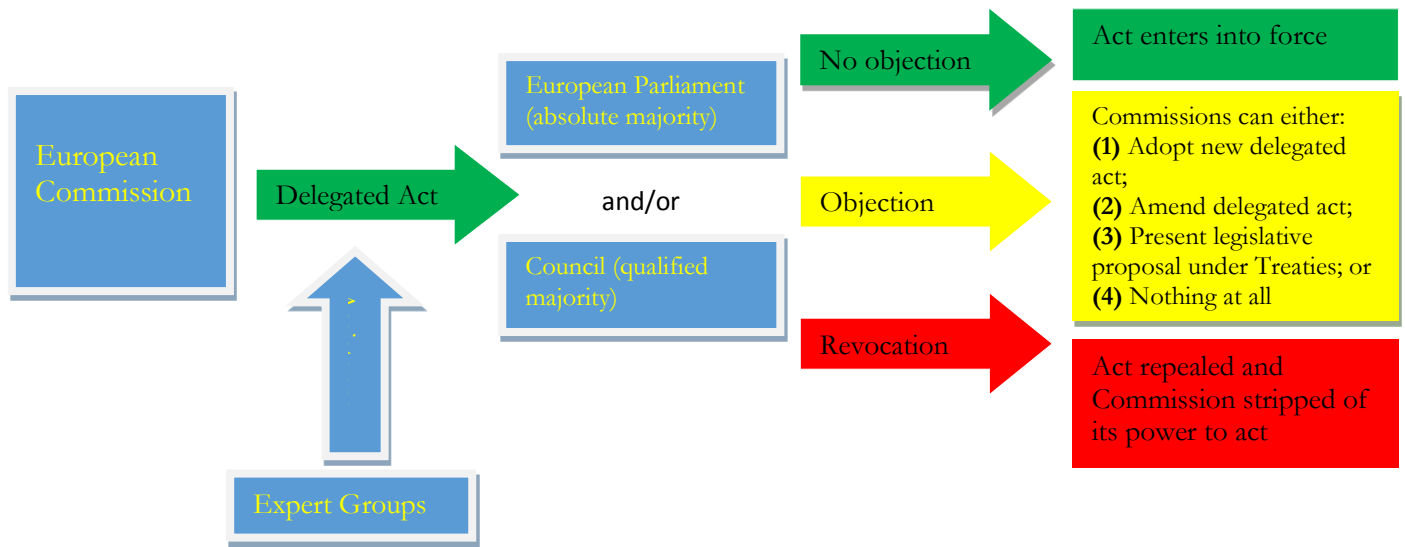 European
Commission
Delegated Act
Expert Groups
European Parliament
(absolute majority)
and/or
Council (qualified
majority)
No objection
Objection
Revocation
Act enters into force
Commissions can either:
(1) Adopt new delegated
act;
(2) Amend delegated act;
(3) Present legislative
proposal under Treaties; or
(4) Nothing at all
Act repealed and
Commission stripped of
its power to act